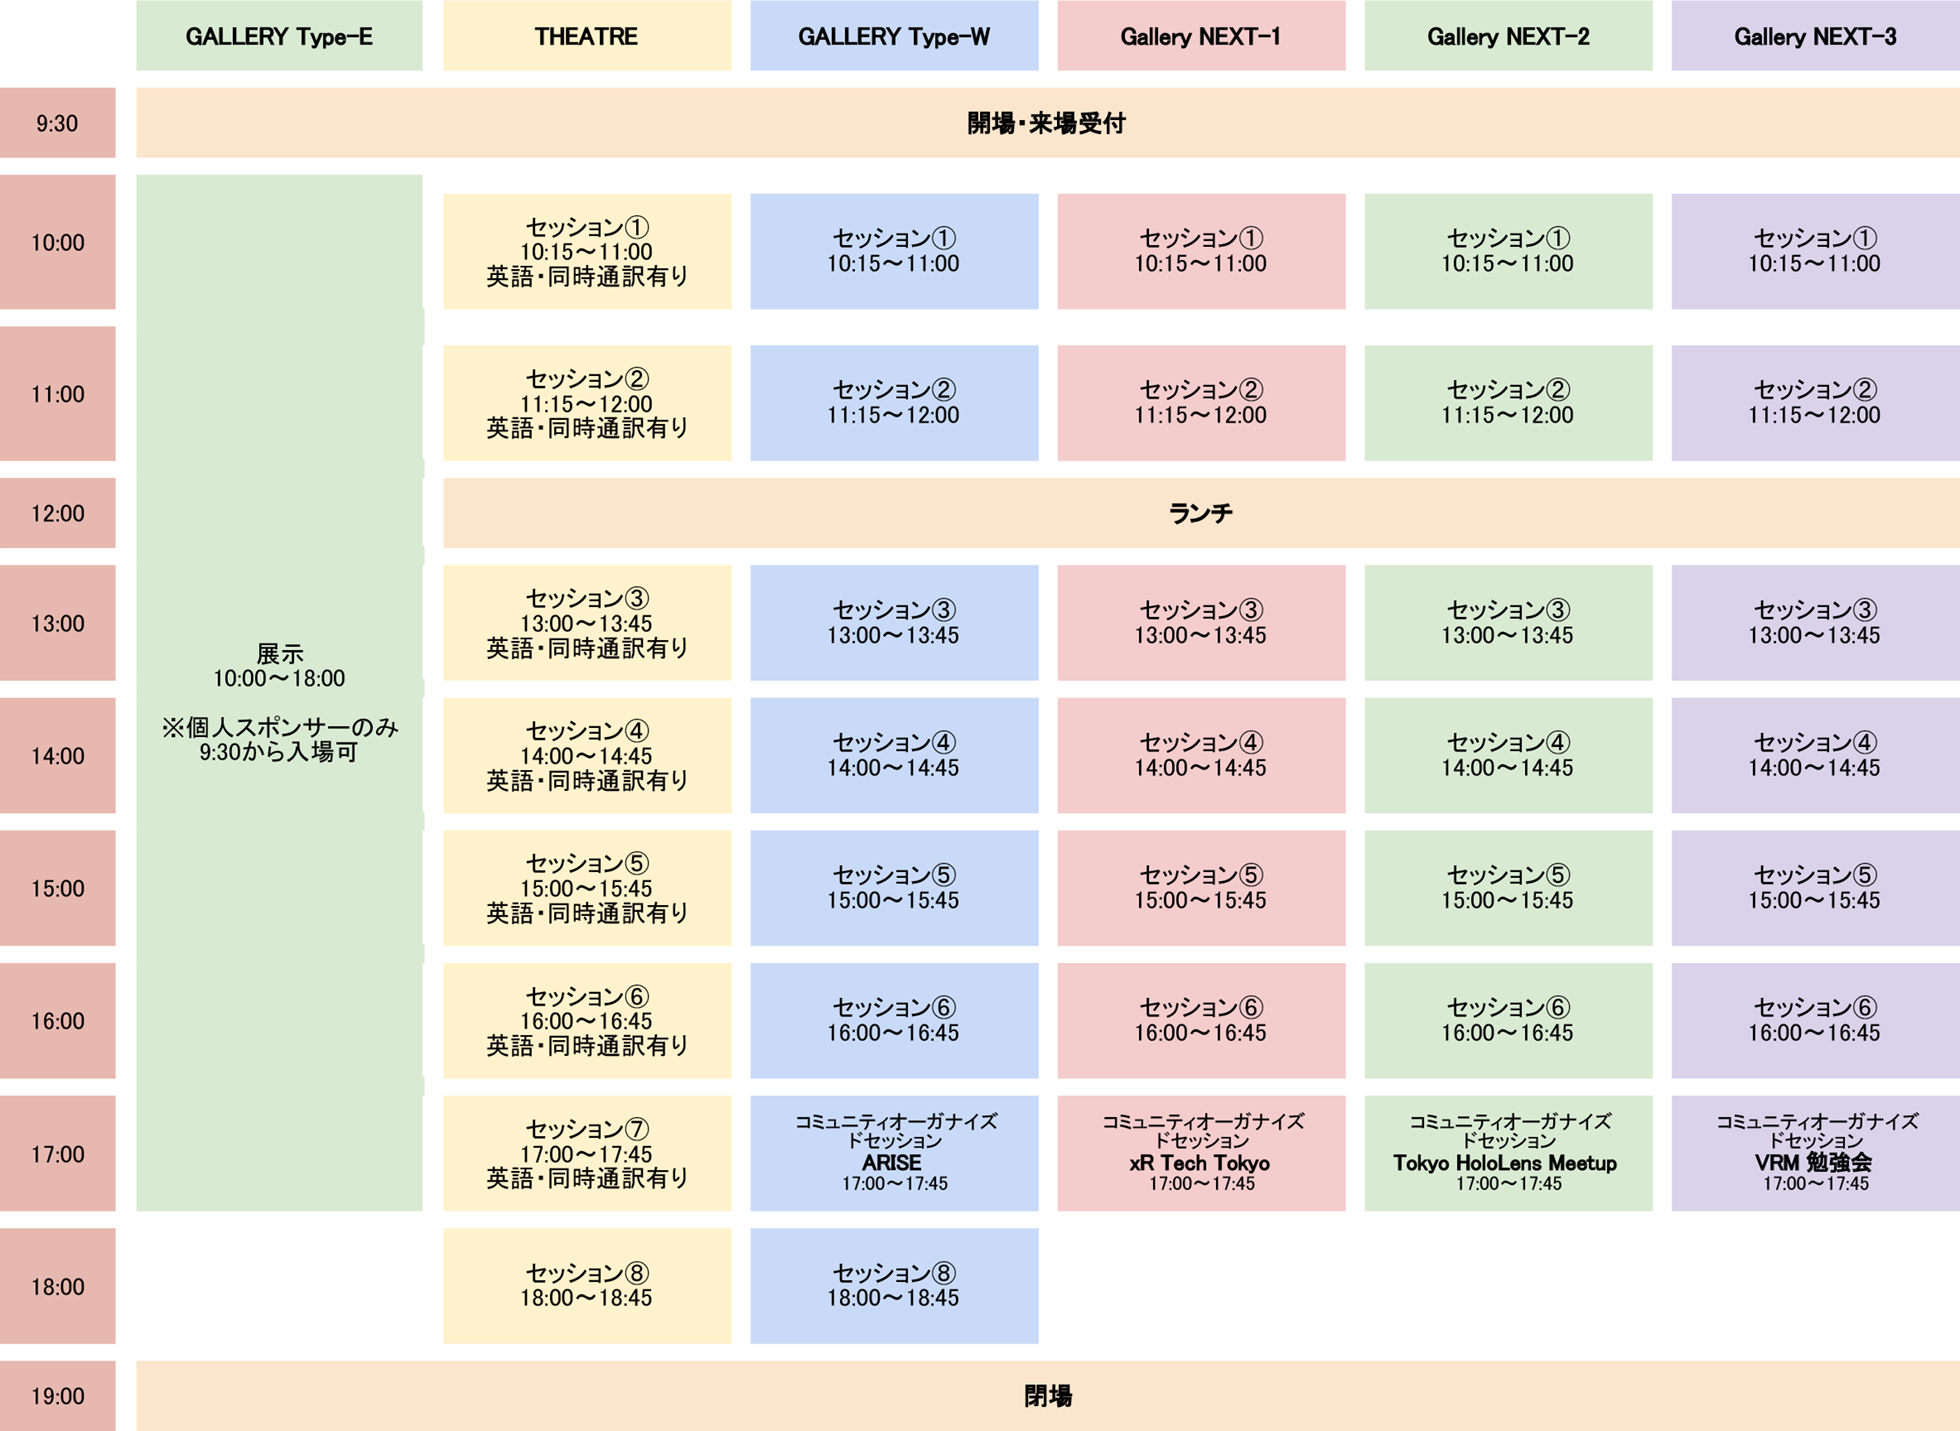 GALLERY Type-E
THEATRE
GALLERY Type-W
Gallery NEXT-1
Gallery NEXT-2
Gallery NEXT-3
9:30
開場・来場受付
10:00
セッション①
10:15～11:00
英語・同時通訳有り
セッション①
10:15～11:00
セッション①
10:15～11:00
セッション①
10:15～11:00
セッション①
10:15～11:00
11:00
セッション②
11:15～12:00
英語・同時通訳有り
セッション②
11:15～12:00
セッション②
11:15～12:00
セッション②
11:15～12:00
セッション②
11:15～12:00
12:00
ランチ
展示
10:00～18:00
※個人スポンサーのみ
9:30から入場可
13:00
セッション③
13:00～13:45
英語・同時通訳有り
セッション③
13:00～13:45
セッション③
13:00～13:45
セッション③
13:00～13:45
セッション③
13:00～13:45
14:00
セッション④
14:00～14:45
英語・同時通訳有り
セッション④
14:00～14:45
セッション④
14:00～14:45
セッション④
14:00～14:45
セッション④
14:00～14:45
15:00
セッション⑤
15:00～15:45
英語・同時通訳有り
セッション⑤
15:00～15:45
セッション⑤
15:00～15:45
セッション⑤
15:00～15:45
セッション⑤
15:00～15:45
16:00
セッション⑥
16:00～16:45
英語・同時通訳有り
セッション⑥
16:00～16:45
セッション⑥
16:00～16:45
セッション⑥
16:00～16:45
セッション⑥
16:00～16:45
17:00
セッション⑦
17:00～17:45
英語・同時通訳有り
コミュニティオーガナイズ
ドセッション
ARISE
17:00～17:45
コミュニティオーガナイズ
ドセッション
xR Tech Tokyo
17:00～17:45
コミュニティオーガナイズ
ドセッション
Tokyo HoloLens Meetup
17:00～17:45
コミュニティオーガナイズ
ドセッション
VRM 勉強会
17:00～17:45
18:00
セッション⑧
18:00～18:45
セッション⑧
18:00～18:45
19:00
閉場